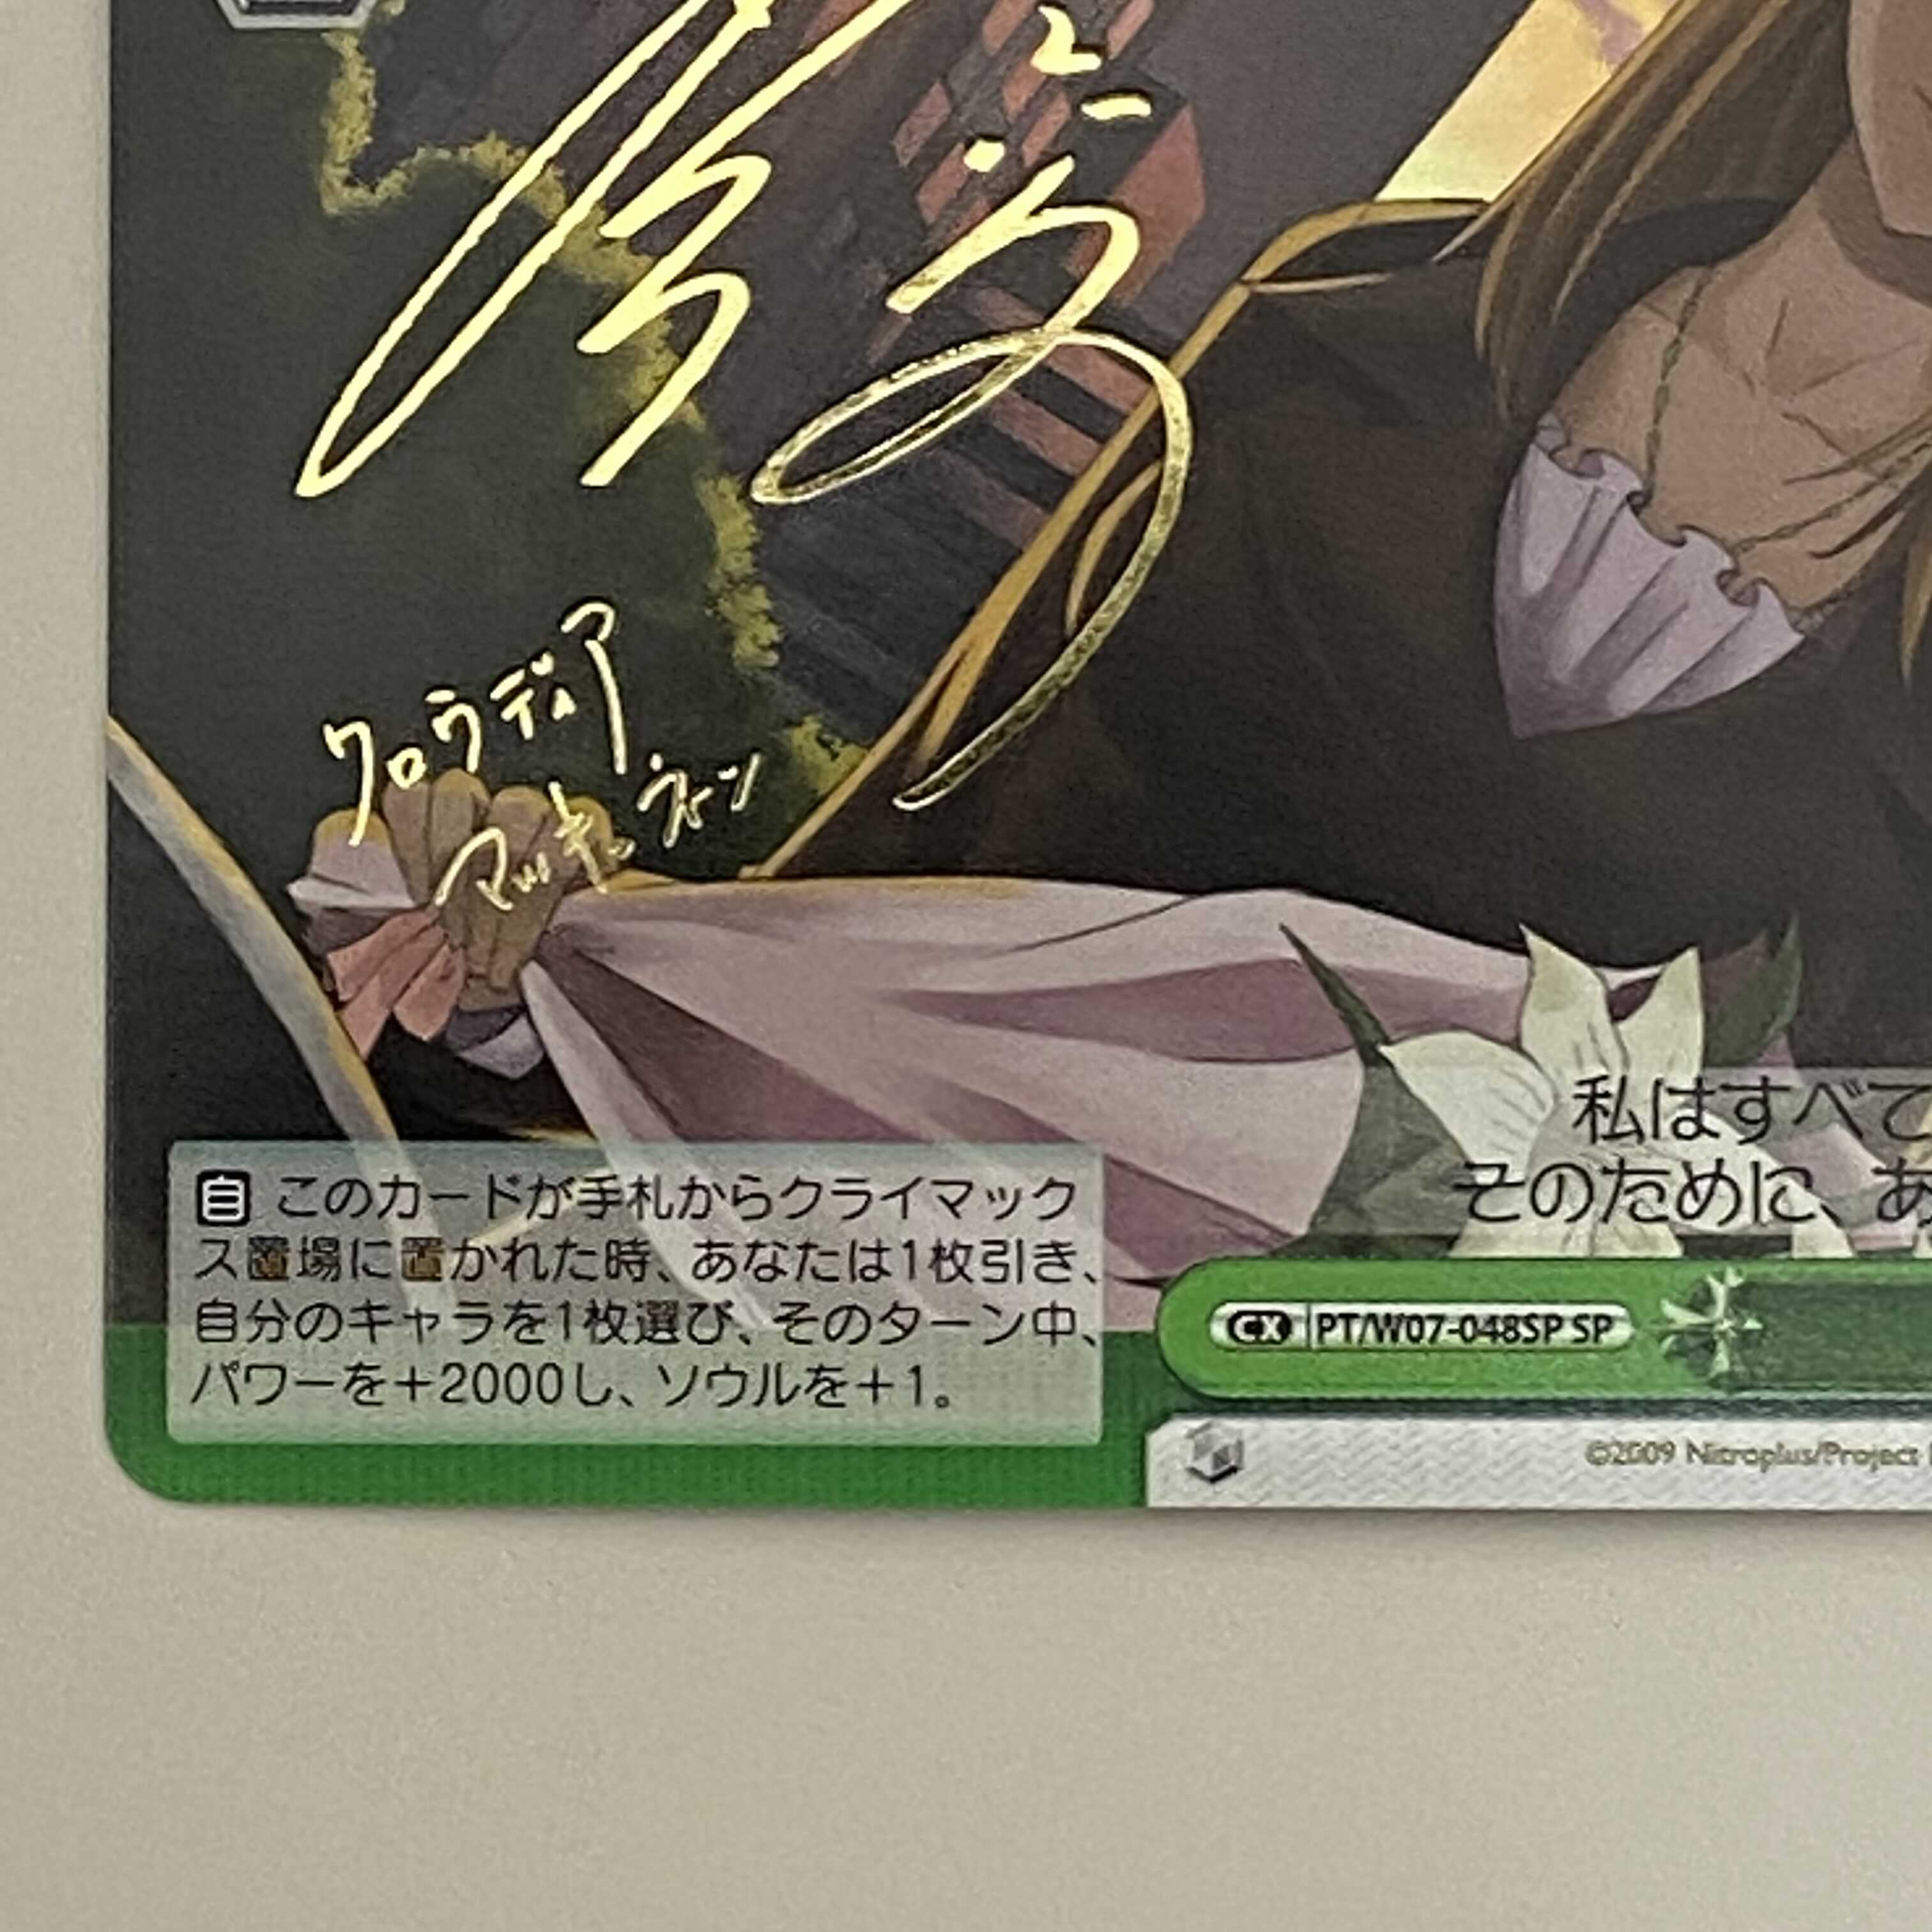 クロウディア
マッキェネン
私はすべて
そのために、あ
自 このカードが手札からクライマック
ス置場に置かれた時、あなたは1枚引き、
自分のキャラを1枚選び、そのターン中、
パワーを＋2000し、ソウルを＋1。
CX PT/W07-048SP SP
©2009 Nitroplus/Project